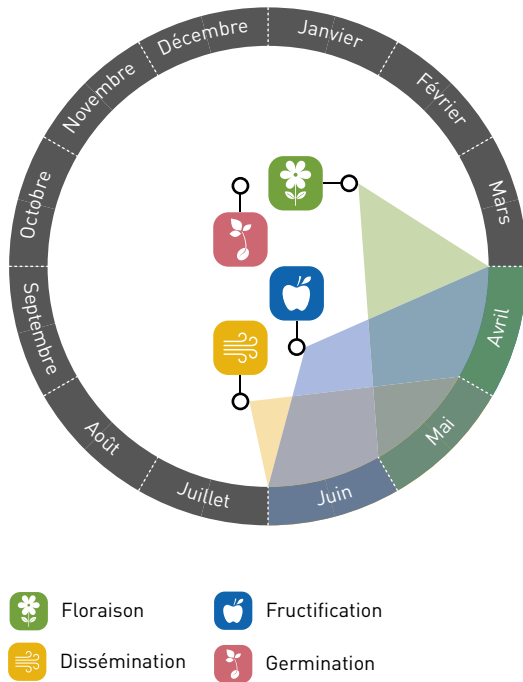 Janvier
Février
Mars
Avril
Mai
Juin
Juillet
Août
Septembre
Octobre
Novembre
Décembre
Floraison
Fructification
Dissémination
Germination